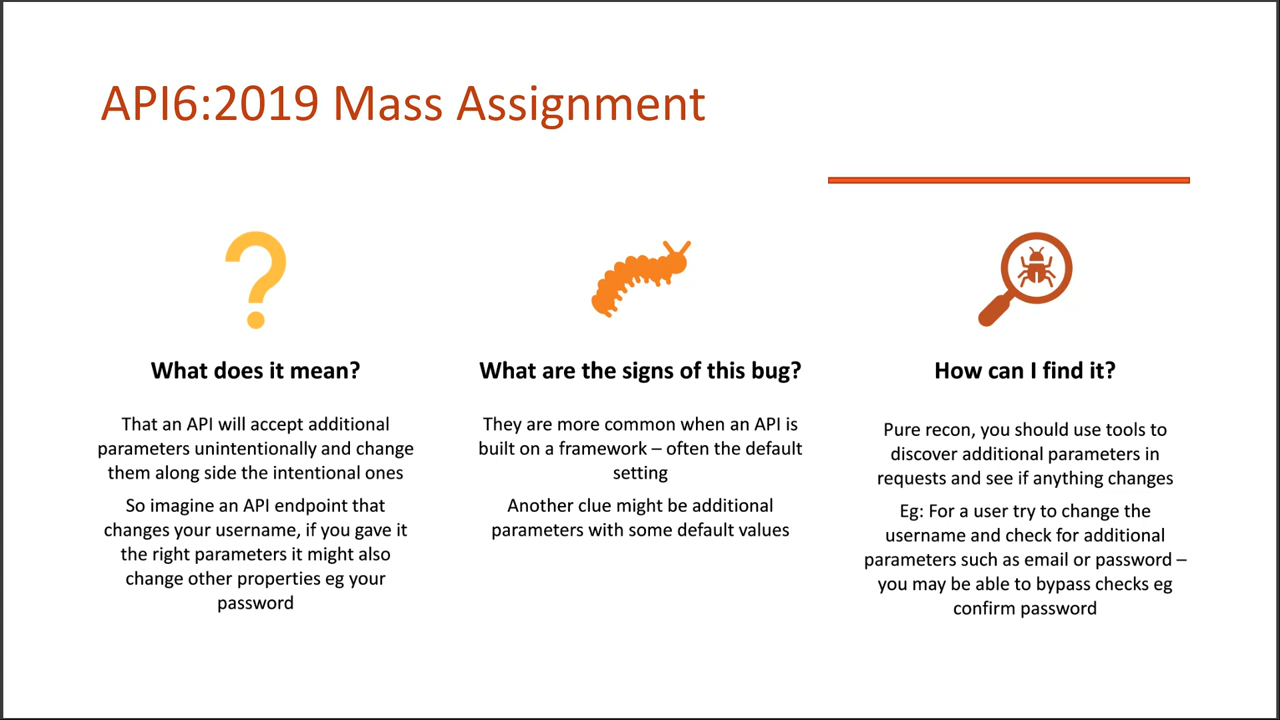 API6:2019 Mass Assignment
What does it mean?
That an API will accept additional
parameters unintentionally and change
them along side the intentional ones
So imagine an API endpoint that
changes your username, if you gave it
the right parameters it might also
change other properties eg your
password
What are the signs of this bug?
They are more common when an API is
built on a framework – often the default
setting
Another clue might be additional
parameters with some default values
How can I find it?
Pure recon, you should use tools to
discover additional parameters in
requests and see if anything changes
Eg: For a user try to change the
username and check for additional
parameters such as email or password –
you may be able to bypass checks eg
confirm password